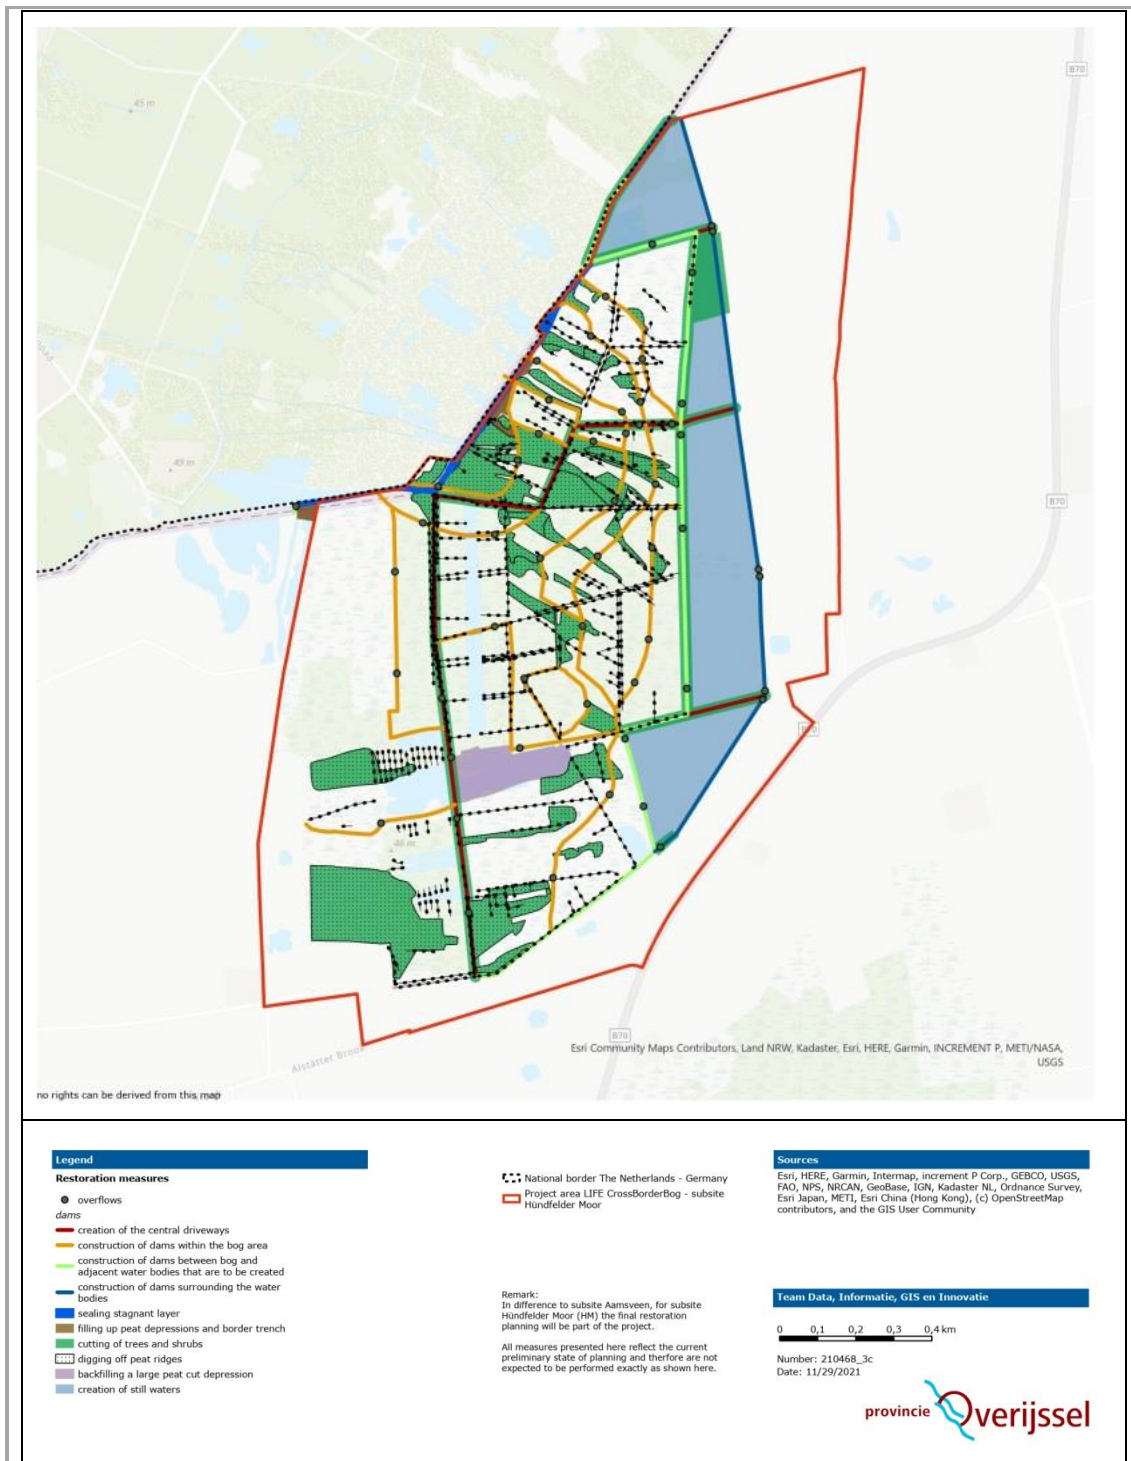 B70
45 m
49 m
B70
B70
46 m
B70
Alstätter Brook
Esri Community Maps Contributors, Land NRW, Kadaster, Esri, HERE, Garmin, INCREMENT P, METI/NASA,
USGS
no rights can be derived from this map
Legend
Restoration measures
overflows
dams
creation of the central driveways
construction of dams within the bog area
construction of dams between bog and
adjacent water bodies that are to be created
construction of dams surrounding the water
bodies
sealing stagnant layer
filling up peat depressions and border trench
cutting of trees and shrubs
digging off peat ridges
backfilling a large peat cut depression
creation of still waters
National border The Netherlands - Germany
Project area LIFE CrossBorderBog - subsite
Hündfelder Moor
Remark:
In difference to subsite Aamsveen, for subsite
Hündfelder Moor (HM) the final restoration
planning will be part of the project.
All measures presented here reflect the current
preliminary state of planning and therfore are not
expected to be performed exactly as shown here.
Sources
Esri, HERE, Garmin, Intermap, increment P Corp., GEBCO, USGS,
FAO, NPS, NRCAN, GeoBase, IGN, Kadaster NL, Ordnance Survey,
Esri Japan, METI, Esri China (Hong Kong), (c) OpenStreetMap
contributors, and the GIS User Community
Team Data, Informatie, GIS en Innovatie
0 0,1 0,2 0,3 0,4 km
Number: 210468_3c
Date: 11/29/2021
provincie Overijssel